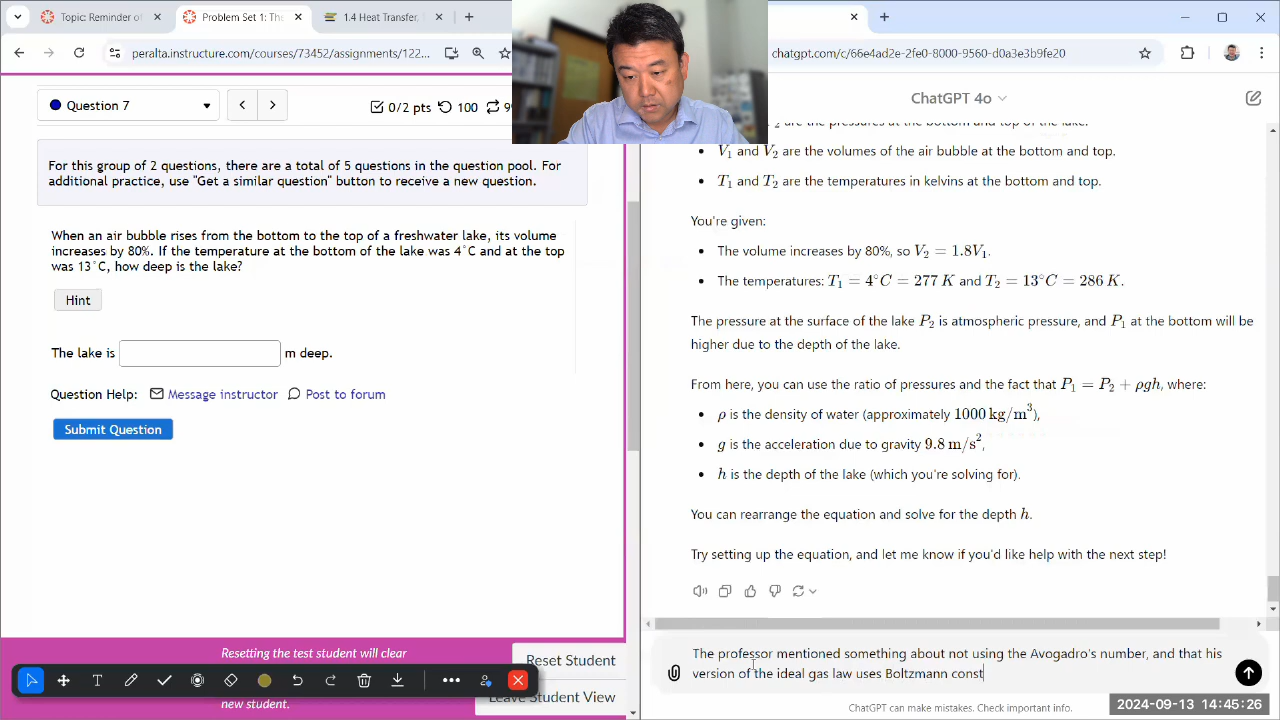 Topic: Reminder of
Problem Set 1: The
1.4 Heat Transfer,
peralta.instructure.com/courses/73452/assignments/122...
chatgpt.com/c/66e4ad2e-2fe0-8000-9560-d0a3e3b9fe20
Question 7
0/2 pts
100
ChatGPT 4o
For this group of 2 questions, there are a total of 5 questions in the question pool. For
additional practice, use "Get a similar question" button to receive a new question.
When an air bubble rises from the bottom to the top of a freshwater lake, its volume
increases by 80%. If the temperature at the bottom of the lake was 4°C and at the top
was 13°C, how deep is the lake?
Hint
The lake is
m deep.
Question Help:
Message instructor
Post to forum
Submit Question
are the pressures at the bottom and top of the lake.
• V₁ and V₂ are the volumes of the air bubble at the bottom and top.
• T₁ and T₂ are the temperatures in kelvins at the bottom and top.
You're given:
• The volume increases by 80%, so V₂ = 1.8V₁.
• The temperatures: T₁ = 4°C = 277 K and T₂ = 13°C = 286 K.
The pressure at the surface of the lake P₂ is atmospheric pressure, and P₁ at the bottom will be
higher due to the depth of the lake.
From here, you can use the ratio of pressures and the fact that P₁ = P₂ + ρgh, where:
• ρ is the density of water (approximately 1000 kg/m³),
• g is the acceleration due to gravity 9.8 m/s²,
• h is the depth of the lake (which you're solving for).
You can rearrange the equation and solve for the depth h.
Try setting up the equation, and let me know if you'd like help with the next step!
The professor mentioned something about not using the Avogadro's number, and that his
version of the ideal gas law uses Boltzmann const
ChatGPT can make mistakes. Check important info.
Resetting the test student will clear
new student.
Reset Student
Leave Student View
2024-09-13 14:45:26